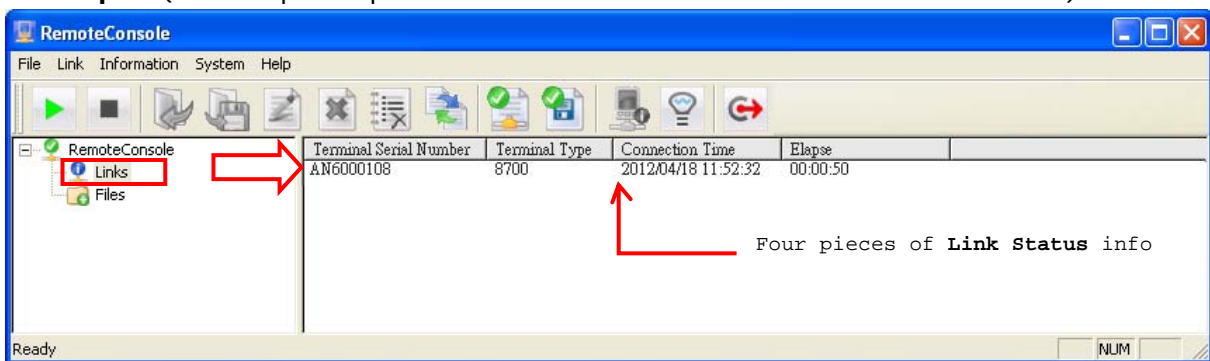 RemoteConsole
File Link Information System Help
RemoteConsole
Links
Files
Terminal Serial Number Terminal Type Connection Time Elapse
AN6000108 8700 2012/04/18 11:52:32 00:00:50
Four pieces of Link Status info
Ready NUM